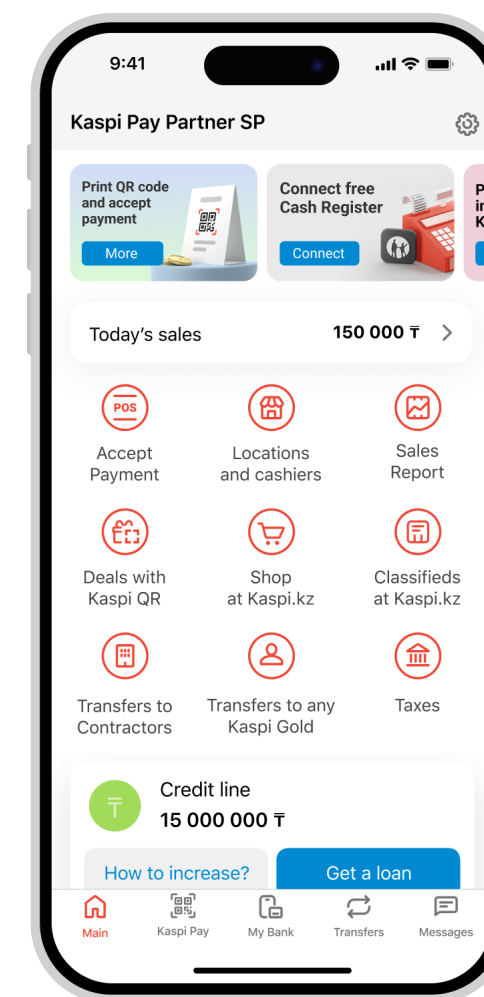 9:41
Kaspi Pay Partner SP
Print QR code
and accept
payment
More
Connect free
Cash Register
Connect
Today's sales
150 000 ₸
POS
Accept
Payment
Locations
and cashiers
Sales
Report
Deals with
Kaspi QR
Shop
at Kaspi.kz
Classifieds
at Kaspi.kz
Transfers to
Contractors
Transfers to any
Kaspi Gold
Taxes
₸
Credit line
15 000 000 ₸
How to increase?
Get a loan
Main
Kaspi Pay
My Bank
Transfers
Messages